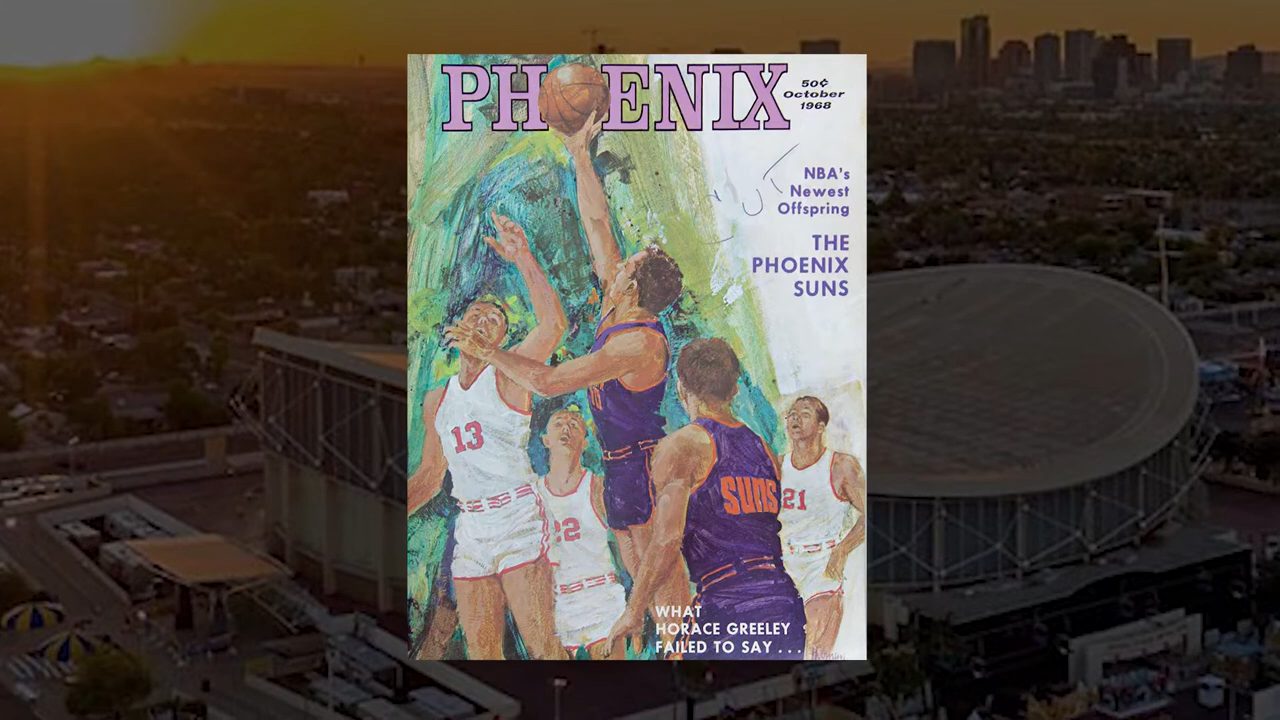 PHOENIX
50¢
October
1968
NBA's
Newest
Offspring
THE
PHOENIX
SUNS
13
22
SUNS
21
WHAT
HORACE GREELEY
FAILED TO SAY . . .